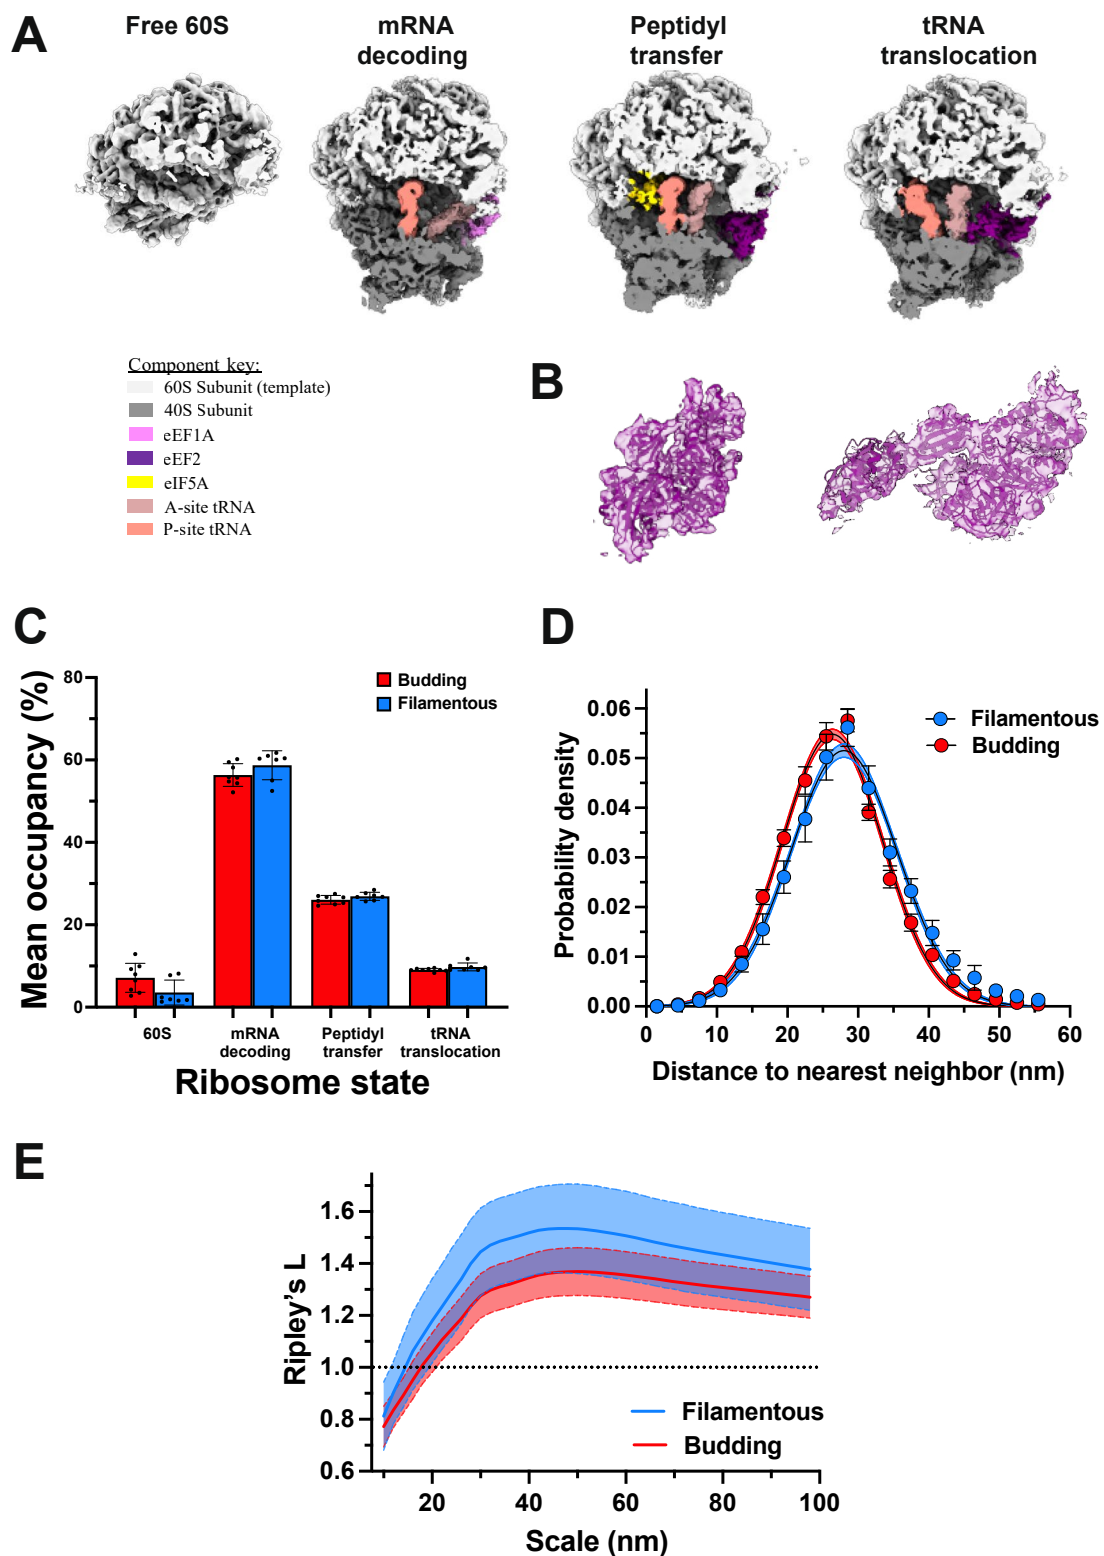 A
Free 60S
mRNA
decoding
Peptidyl
transfer
tRNA
translocation
Component key:
60S Subunit (template)
40S Subunit
eEF1A
eEF2
eIF5A
A-site tRNA
P-site tRNA
B
C
Mean occupancy (%)
80
60
40
20
0
Budding
Filamentous
60S
mRNA
decoding
Peptidyl
transfer
tRNA
translocation
Ribosome state
D
Probability density
0.06
0.05
0.04
0.03
0.02
0.01
0.00
Filamentous
Budding
0 10 20 30 40 50 60
Distance to nearest neighbor (nm)
E
Ripley's L
1.6
1.4
1.2
1.0
0.8
0.6
Filamentous
Budding
20 40 60 80 100
Scale (nm)